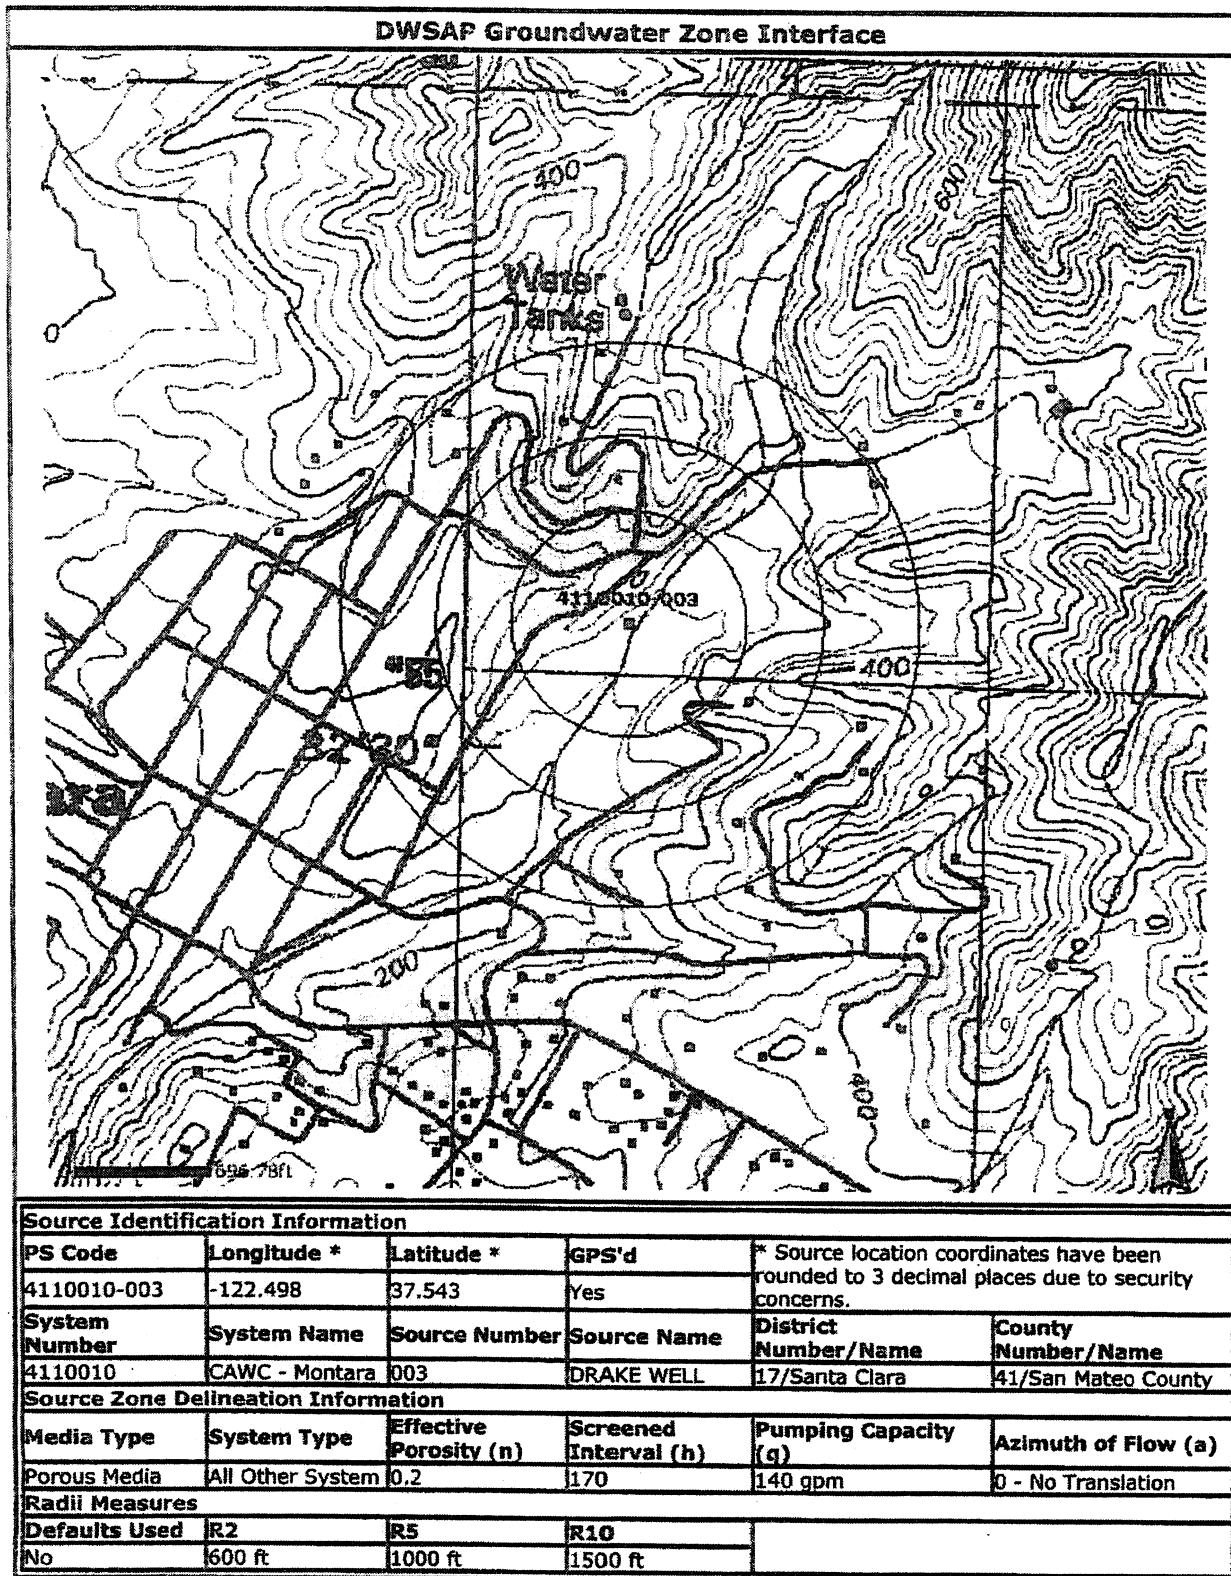 DWSAP Groundwater Zone Interface
400
600
Water
Tanks
0
4110010-003
400
200
400
696.78ft
Source Identification Information
PS Code Longitude * Latitude * GPS'd * Source location coordinates have been
rounded to 3 decimal places due to security
concerns.
4110010-003 -122.498 37.543 Yes
System
Number System Name Source Number Source Name District
Number/Name County
Number/Name
4110010 CAWC - Montara 003 DRAKE WELL 17/Santa Clara 41/San Mateo County
Source Zone Delineation Information
Media Type System Type Effective
Porosity (n) Screened
Interval (h) Pumping Capacity
(q) Azimuth of Flow (a)
Porous Media All Other System 0.2 170 140 gpm 0 - No Translation
Radii Measures
Defaults Used R2 R5 R10
No 600 ft 1000 ft 1500 ft